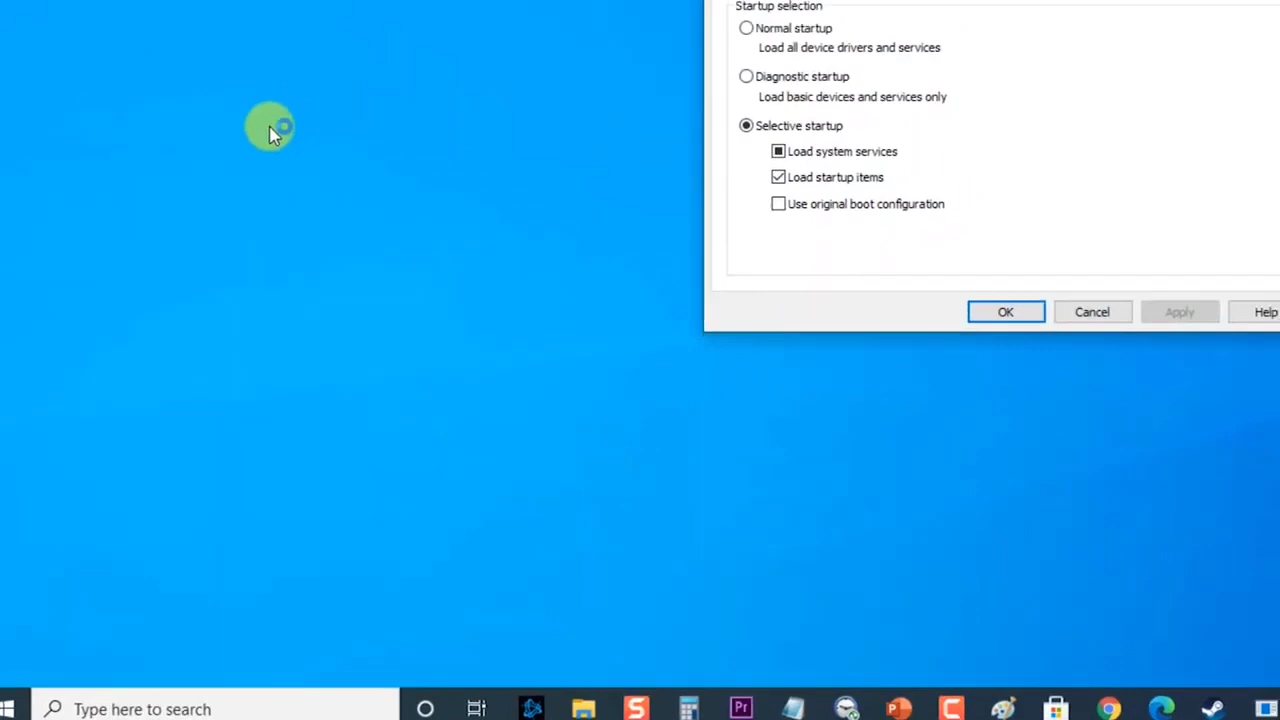 Startup selection
Normal startup
Load all device drivers and services
Diagnostic startup
Load basic devices and services only
Selective startup
Load system services
Load startup items
Use original boot configuration
OK Cancel Apply Help
Type here to search S Pr P C